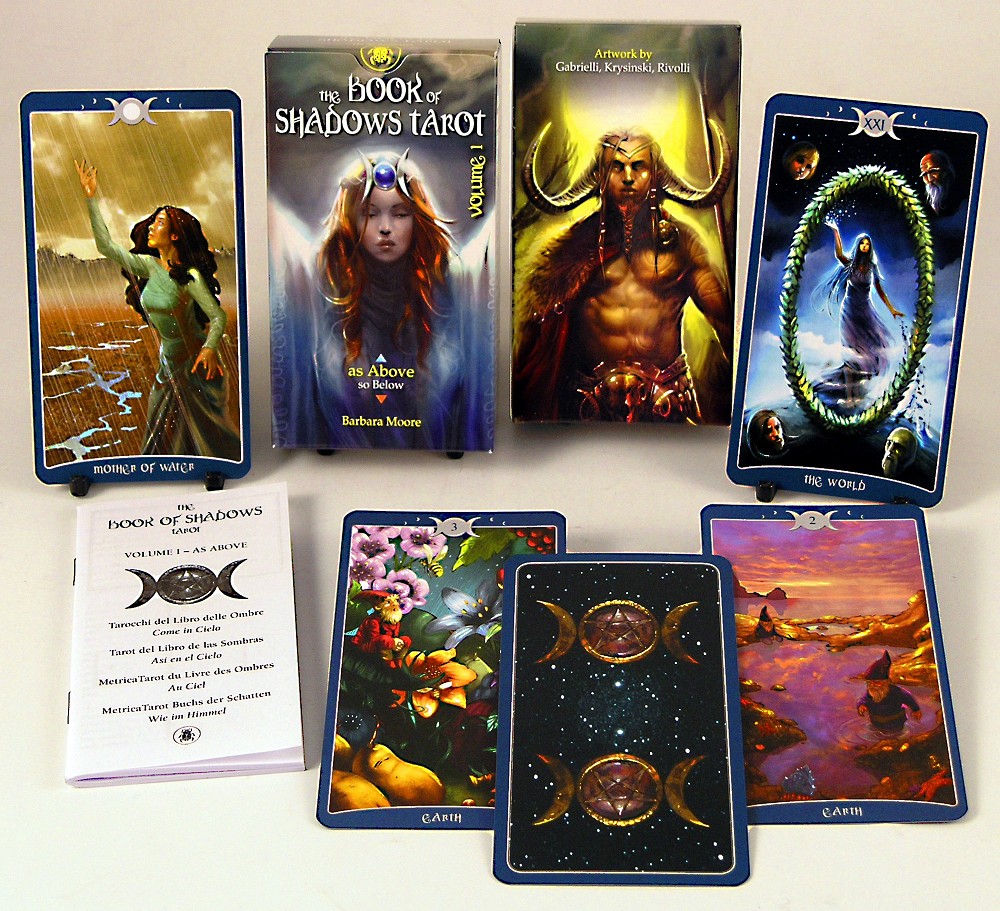 THE BOOK OF
SHADOWS TAROT
VOLUME 1
as Above
so Below
Barbara Moore
Artwork by
Gabrielli, Krysinski, Rivolli
MOTHER OF WATER
XXI
THE WORLD
THE
BOOK OF SHADOWS
TAROT
VOLUME I – AS ABOVE
Tarocchi del Libro delle Ombre
Come in Cielo
Tarot del Libro de las Sombras
Así en el Cielo
MetricaTarot du Livre des Ombres
Au Ciel
MetricaTarot Buchs der Schatten
Wie im Himmel
3
EARTH
2
EARTH